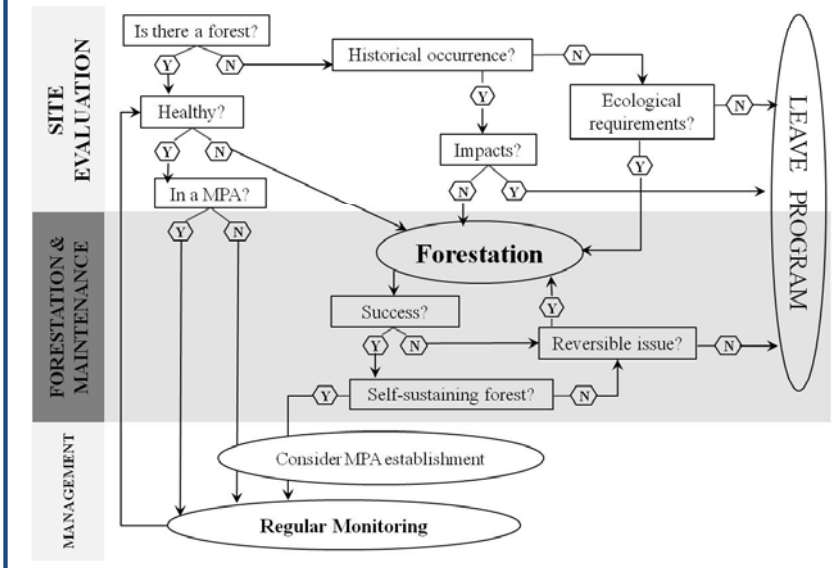 Is there a forest?
Y
N
Historical occurrence?
N
Y
SITE
EVALUATION
Healthy?
Y
N
Ecological
requirements?
N
Y
Impacts?
N
Y
In a MPA?
Y
N
LEAVE PROGRAM
FORESTATION &
MAINTENANCE
Forestation
Success?
Y
N
Y
Reversible issue?
N
Self-sustaining forest?
Y
N
MANAGEMENT
Consider MPA establishment
Regular Monitoring